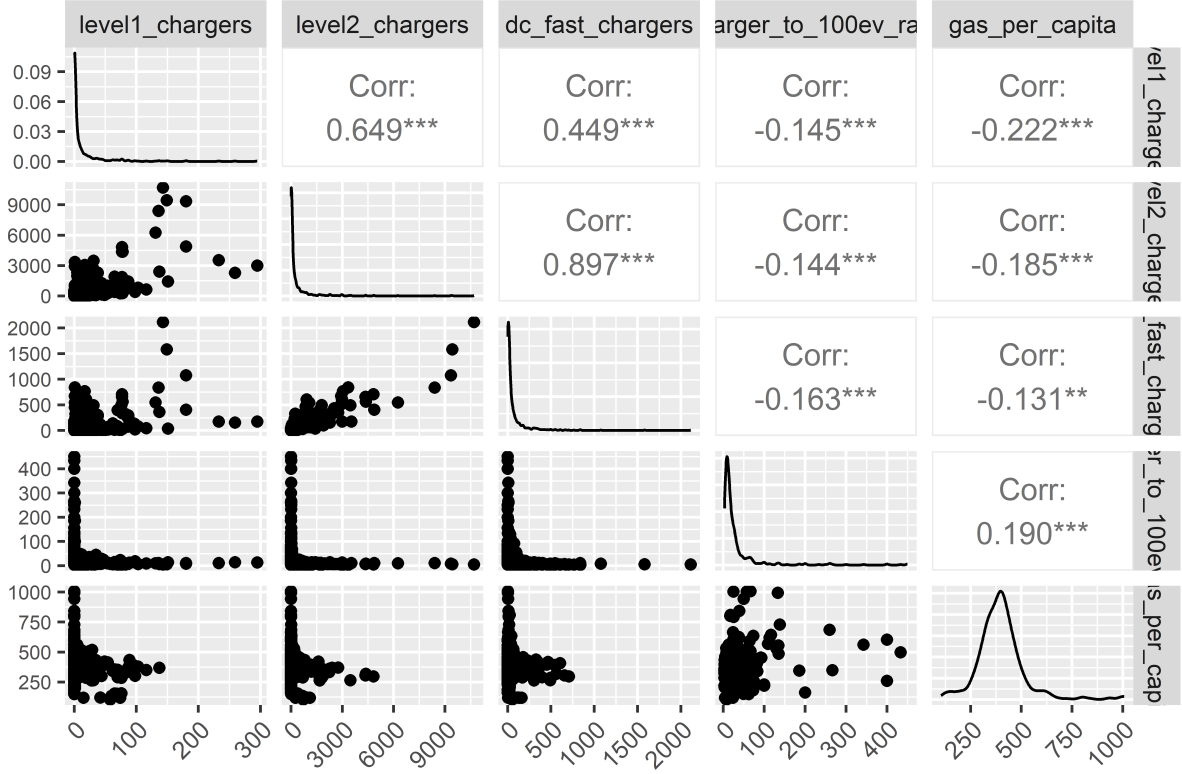 level1_chargers level2_chargers dc_fast_chargers arger_to_100ev_ra gas_per_capita
0.09
0.06
0.03
0.00
Corr:
0.649***
Corr:
0.449***
Corr:
-0.145***
Corr:
-0.222***
vel1_charge
9000
6000
3000
0
Corr:
0.897***
Corr:
-0.144***
Corr:
-0.185***
vel2_charge
2000
1500
1000
500
0
Corr:
-0.163***
Corr:
-0.131**
_fast_charg
400
300
200
100
0
Corr:
0.190***
er_to_100ev
1000
750
500
250
s_per_cap
0 100 200 300
0 3000 6000 9000
0 500 1000 1500 2000
0 100 200 300 400
250 500 750 1000